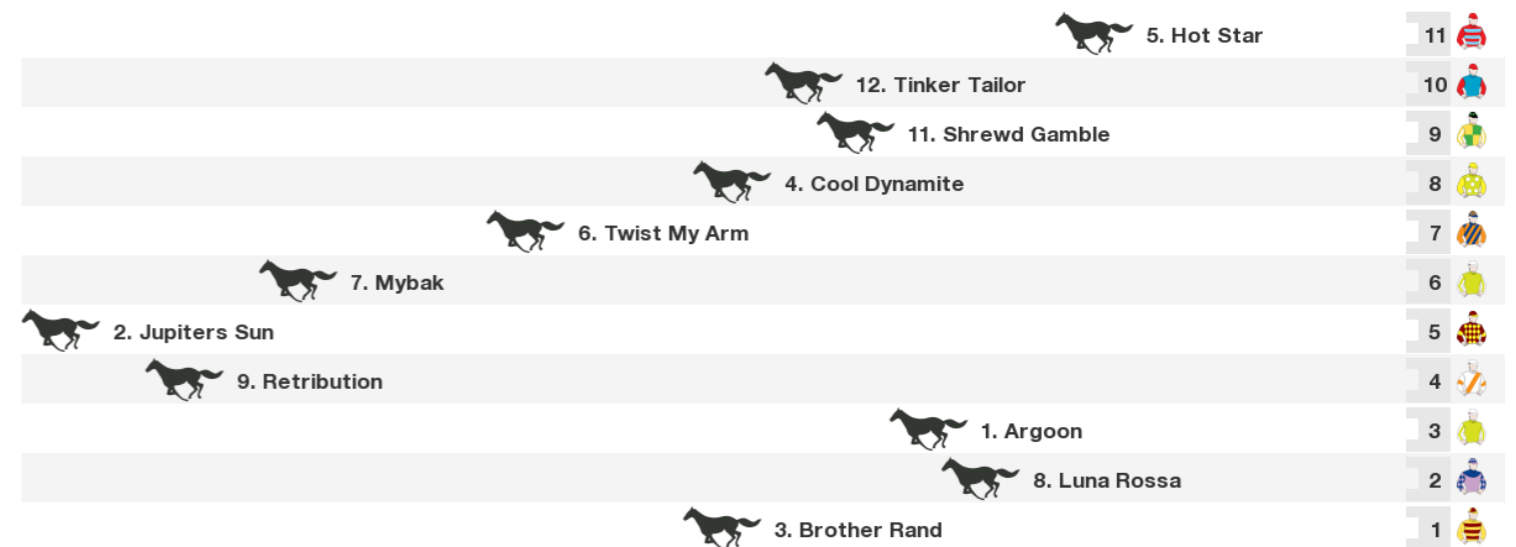 5. Hot Star 11
12. Tinker Tailor 10
11. Shrewd Gamble 9
4. Cool Dynamite 8
6. Twist My Arm 7
7. Mybak 6
2. Jupiters Sun 5
9. Retribution 4
1. Argoon 3
8. Luna Rossa 2
3. Brother Rand 1